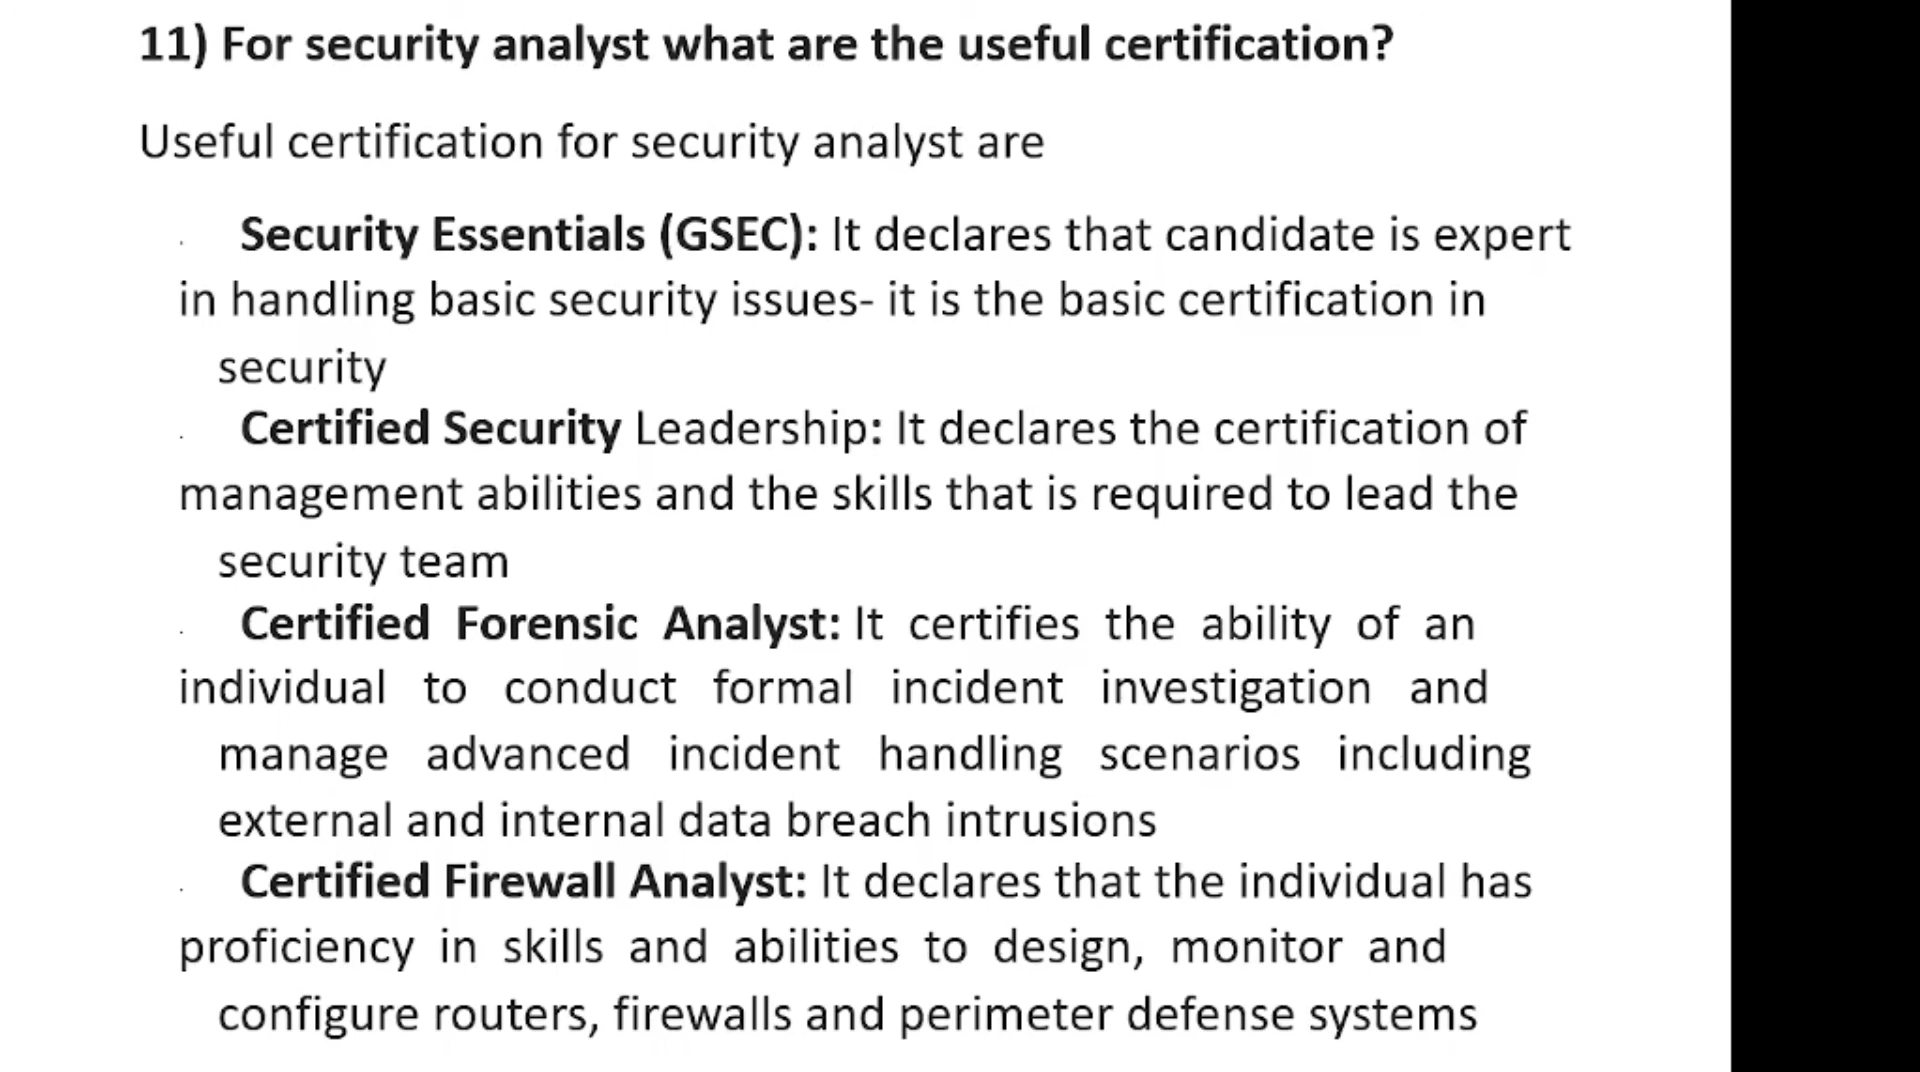 11) For security analyst what are the useful certification?
Useful certification for security analyst are
· Security Essentials (GSEC): It declares that candidate is expert
in handling basic security issues- it is the basic certification in
security
· Certified Security Leadership: It declares the certification of
management abilities and the skills that is required to lead the
security team
· Certified Forensic Analyst: It certifies the ability of an
individual to conduct formal incident investigation and
manage advanced incident handling scenarios including
external and internal data breach intrusions
· Certified Firewall Analyst: It declares that the individual has
proficiency in skills and abilities to design, monitor and
configure routers, firewalls and perimeter defense systems